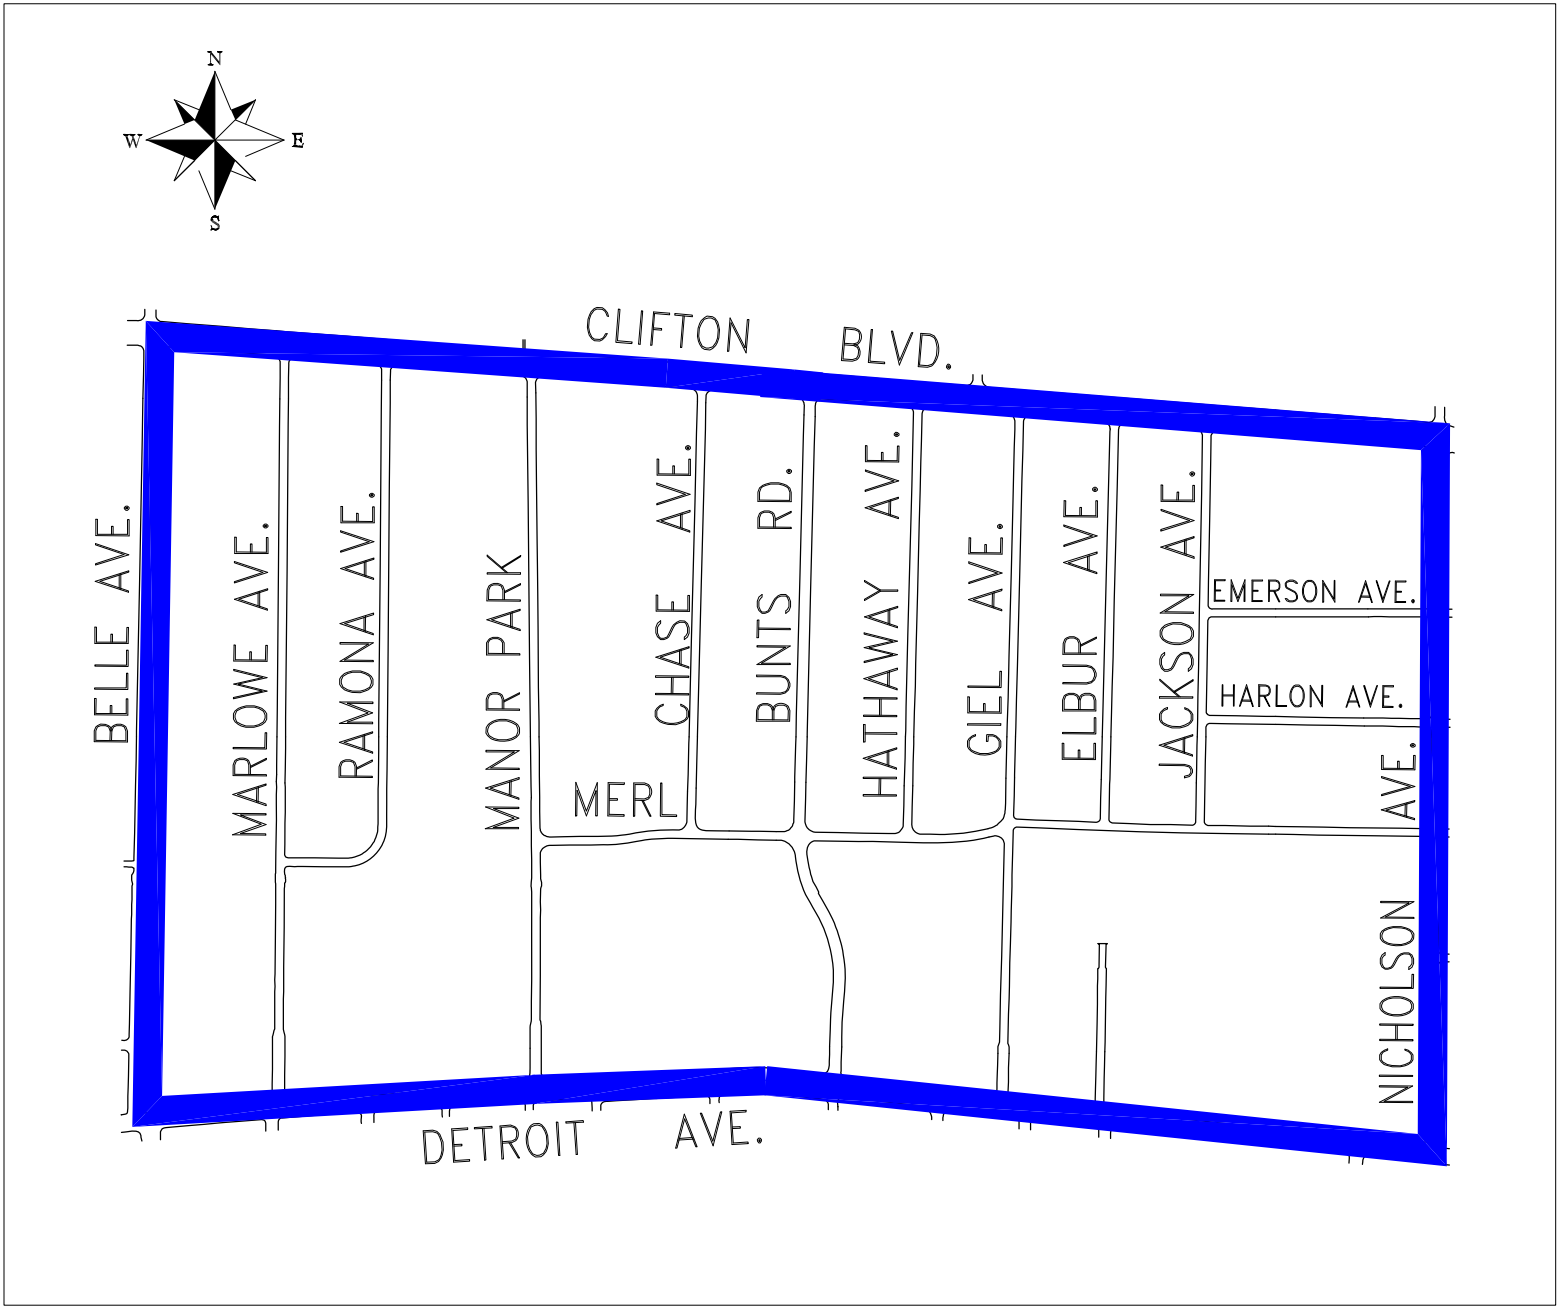 N
W E
S
CLIFTON BLVD.
BELLE AVE.
MARLOWE AVE.
RAMONA AVE.
MANOR PARK
CHASE AVE.
BUNTS RD.
HATHAWAY AVE.
GIEL AVE.
ELBUR AVE.
JACKSON AVE.
EMERSON AVE.
HARLON AVE.
MERL
NICHOLSON AVE.
DETROIT AVE.